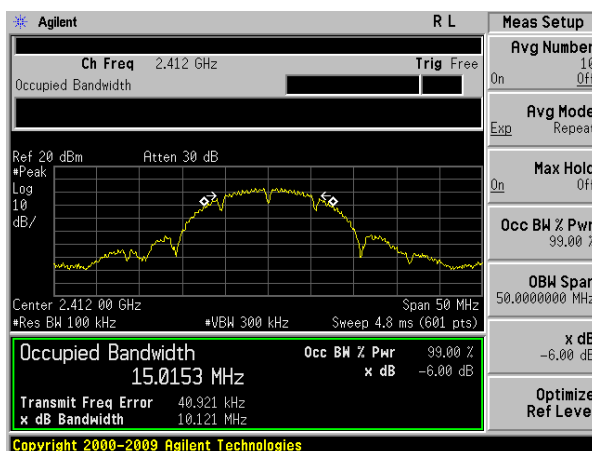 Agilent R L
Meas Setup
Ch Freq 2.412 GHz Trig Free
Occupied Bandwidth
Ref 20 dBm Atten 30 dB
#Peak
Log
10
dB/
Center 2.412 00 GHz Span 50 MHz
#Res BW 100 kHz #VBW 300 kHz Sweep 4.8 ms (601 pts)
Occupied Bandwidth Occ BW % Pwr 99.00 %
15.0153 MHz x dB -6.00 dB
Transmit Freq Error 40.921 kHz
x dB Bandwidth 10.121 MHz
Copyright 2000-2009 Agilent Technologies
Avg Number
10
On Off
Avg Mode
Exp Repeat
Max Hold
On Off
Occ BW % Pwr
99.00 %
OBW Span
50.0000000 MHz
x dB
-6.00 dB
Optimize
Ref Level